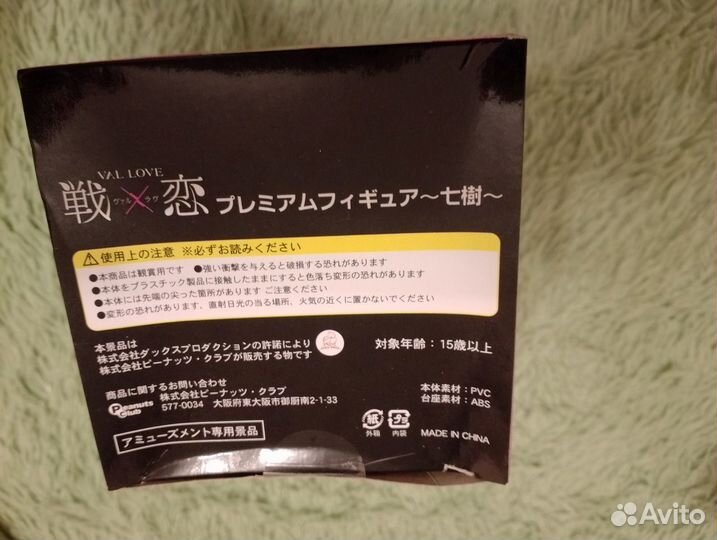 VAL LOVE
戦×恋 プレミアムフィギュア〜七樹〜
ヴァル ラヴ
使用上の注意 ※必ずお読みください
●本商品は観賞用です ●強い衝撃を与えると破損する恐れがあります
●本体をプラスチック製品に接触したままにすると色落ち変形の恐れがあります
●本体には先端の尖った箇所があります ご注意ください
●変形の恐れがあります、直射日光の当る場所、火気の近くに置かないでください
本景品は
株式会社ダックスプロダクションの許諾により
株式会社ピーナッツ・クラブが販売する物です
対象年齢：15歳以上
商品に関するお問い合わせ
Peanuts Club
株式会社ピーナッツ・クラブ
577-0034 大阪府東大阪市御厨南2-1-33
アミューズメント専用景品
紙
外箱
プラ
内袋
本体素材：PVC
台座素材：ABS
MADE IN CHINA
Avito